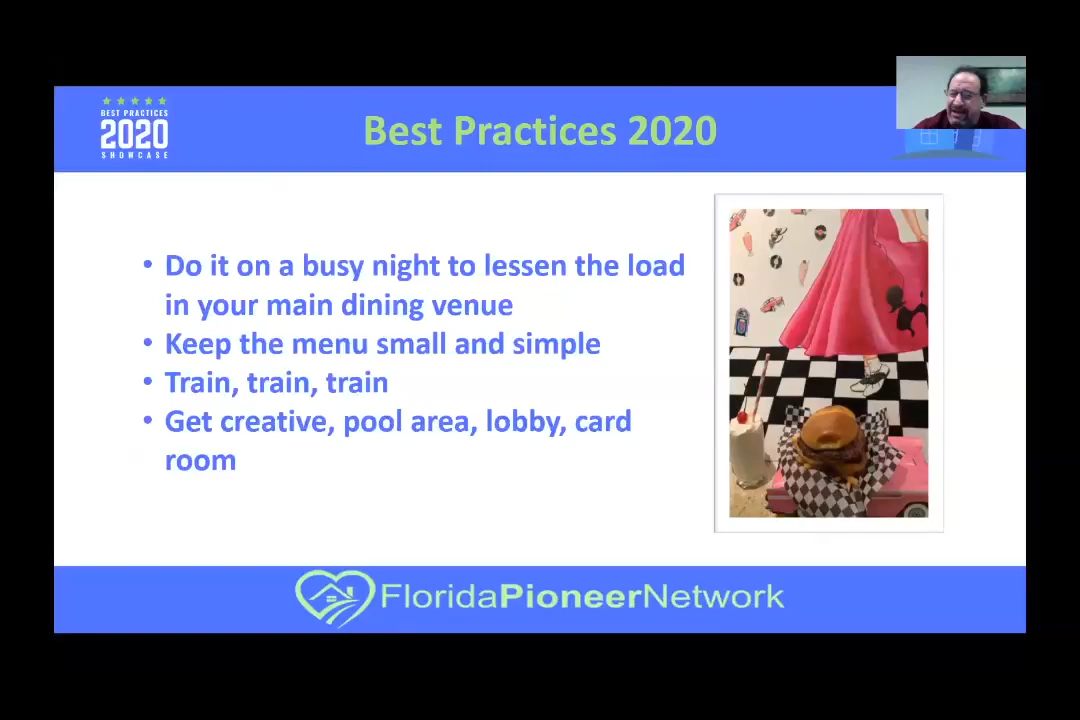 BEST PRACTICES
2020
SHOWCASE
Best Practices 2020
• Do it on a busy night to lessen the load
in your main dining venue
• Keep the menu small and simple
• Train, train, train
• Get creative, pool area, lobby, card
room
FloridaPioneerNetwork